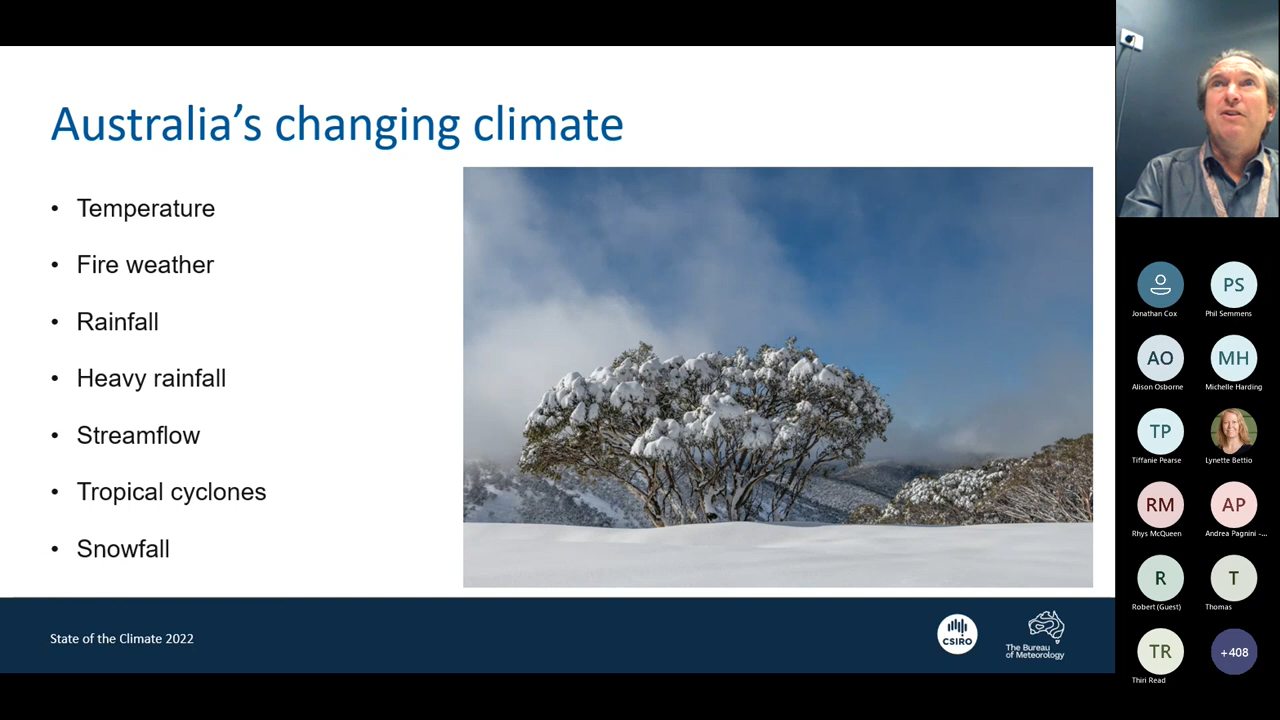 Australia’s changing climate
• Temperature
• Fire weather
• Rainfall
• Heavy rainfall
• Streamflow
• Tropical cyclones
• Snowfall
State of the Climate 2022
CSIRO
The Bureau
of Meteorology
Jonathan Cox
PS
Phil Semmens
AO
Alison Osborne
MH
Michelle Harding
TP
Tiffanie Pearse
Lynette Bettio
RM
Rhys McQueen
AP
Andrea Pagnini -...
R
Robert (Guest)
T
Thomas
TR
Thiri Read
+408